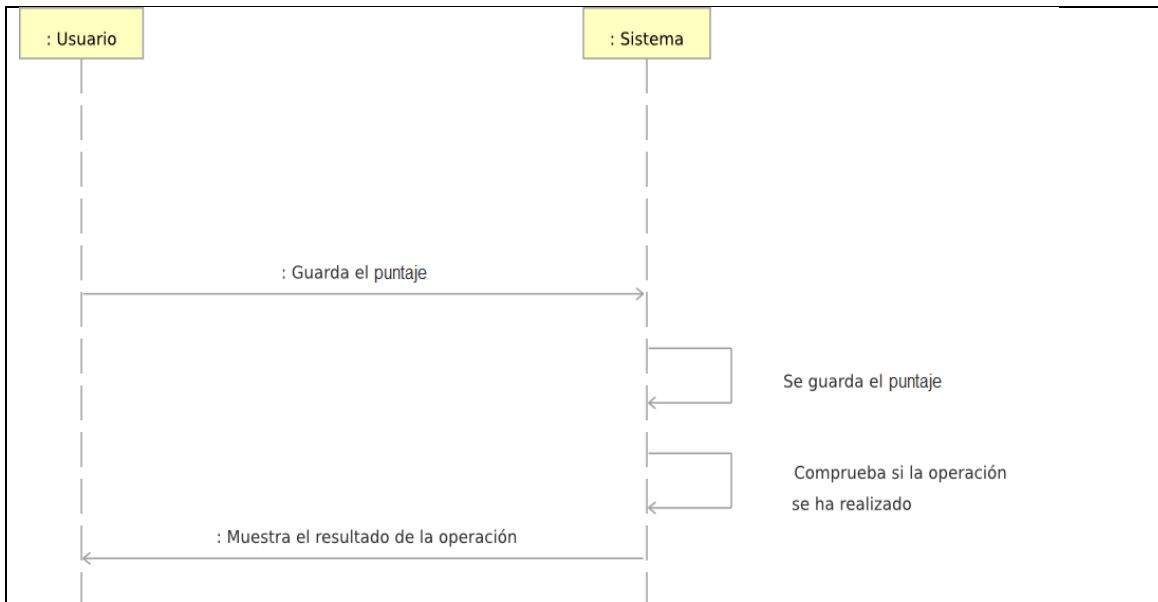 : Usuario
: Sistema
: Guarda el puntaje
Se guarda el puntaje
Comprueba si la operación
se ha realizado
: Muestra el resultado de la operación